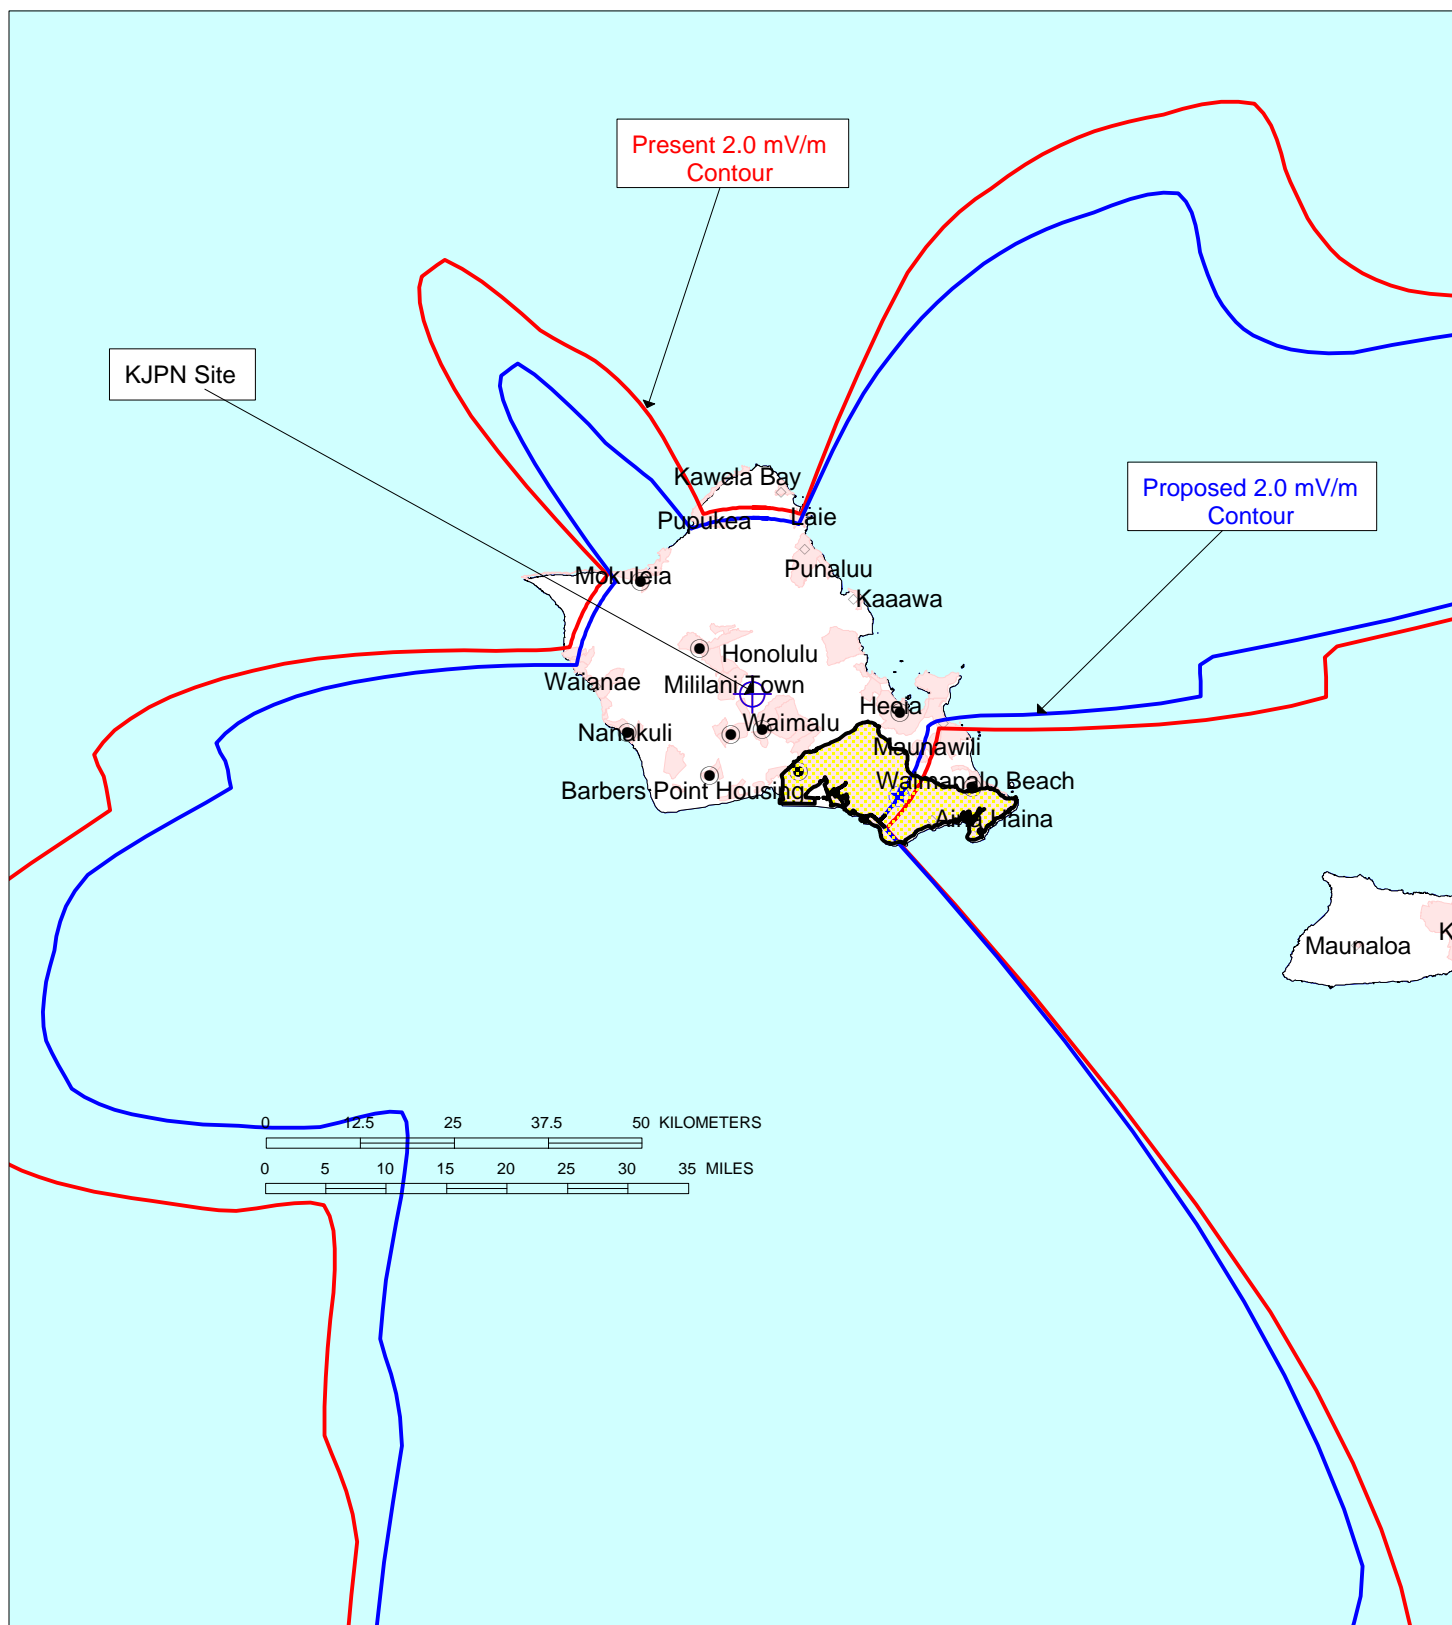 Present 2.0 mV/m
Contour
KJPN Site
Kawela Bay
Proposed 2.0 mV/m
Contour
Pupukea
Laie
Mokuleia
Punaluu
Kaaawa
Honolulu
Waianae
Mililani Town
Heeia
Nanakuli
Waimalu
Maunawili
Barbers Point Housing
Waimanalo Beach
Aina Haina
Maunaloa
K
0 12.5 25 37.5 50 KILOMETERS
0 5 10 15 20 25 30 35 MILES